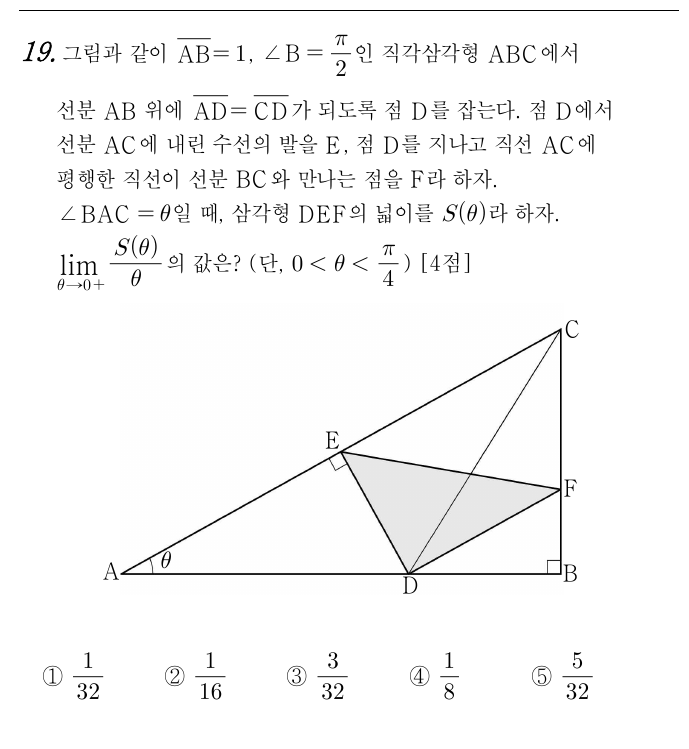 19. 그림과 같이 $\overline{AB}=1$, $\angle B=\frac{\pi}{2}$인 직각삼각형 ABC에서
선분 AB 위에 $\overline{AD}=\overline{CD}$가 되도록 점 D를 잡는다. 점 D에서
선분 AC에 내린 수선의 발을 E, 점 D를 지나고 직선 AC에
평행한 직선이 선분 BC와 만나는 점을 F라 하자.
$\angle BAC=\theta$일 때, 삼각형 DEF의 넓이를 $S(\theta)$라 하자.
$\lim_{\theta \to 0+} \frac{S(\theta)}{\theta}$의 값은? (단, $0<\theta<\frac{\pi}{4}$) [4점]
C
E
F
A θ D B
① $\frac{1}{32}$ ② $\frac{1}{16}$ ③ $\frac{3}{32}$ ④ $\frac{1}{8}$ ⑤ $\frac{5}{32}$